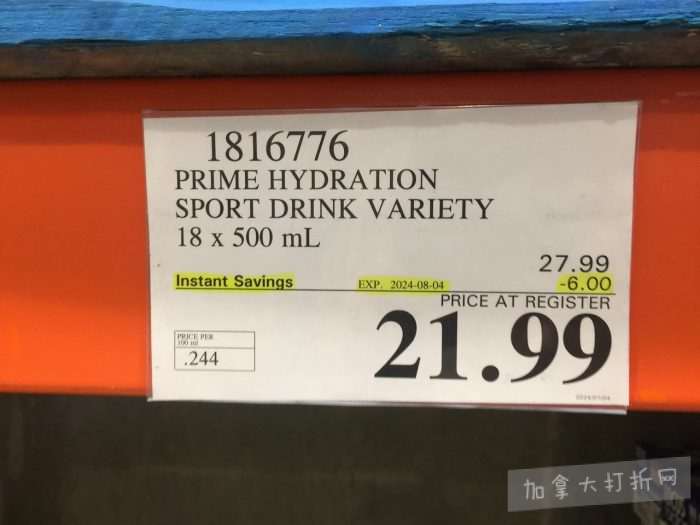 1816776
PRIME HYDRATION
SPORT DRINK VARIETY
18 x 500 mL
27.99
Instant Savings EXP. 2024-08-04 -6.00
PRICE AT REGISTER
PRICE PER
100 ml
.244
21.99
加拿大打折网